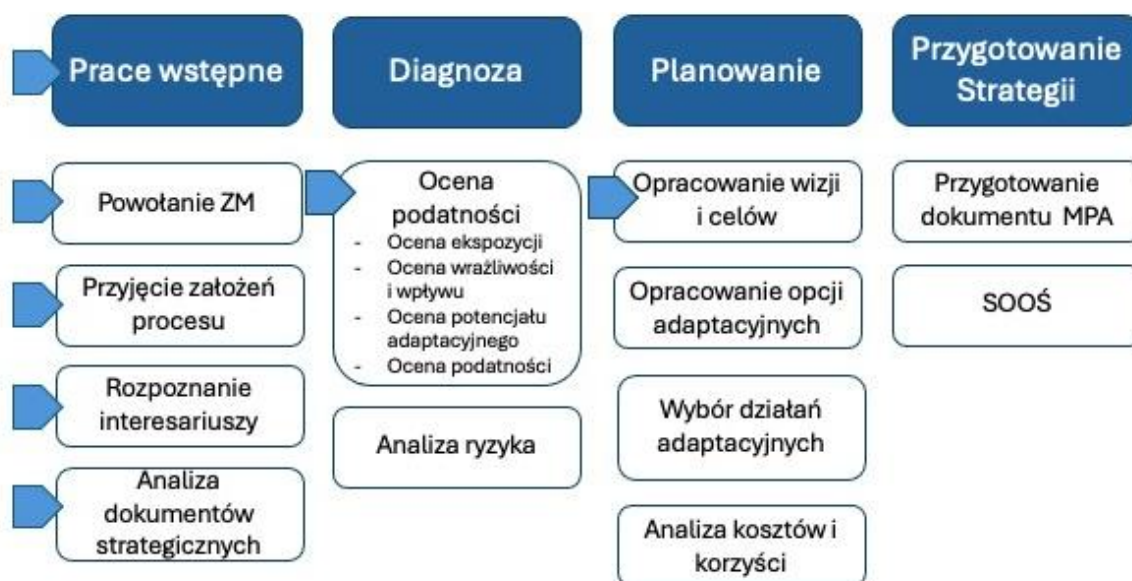 Prace wstępne
Diagnoza
Planowanie
Przygotowanie
Strategii
Powołanie ZM
Przyjęcie założeń
procesu
Rozpoznanie
interesariuszy
Analiza
dokumentów
strategicznych
Ocena
podatności
- Ocena ekspozycji
- Ocena wrażliwości
i wpływu
- Ocena potencjału
adaptacyjnego
- Ocena podatności
Analiza ryzyka
Opracowanie wizji
i celów
Opracowanie opcji
adaptacyjnych
Wybór działań
adaptacyjnych
Analiza kosztów i
korzyści
Przygotowanie
dokumentu MPA
SOOŚ